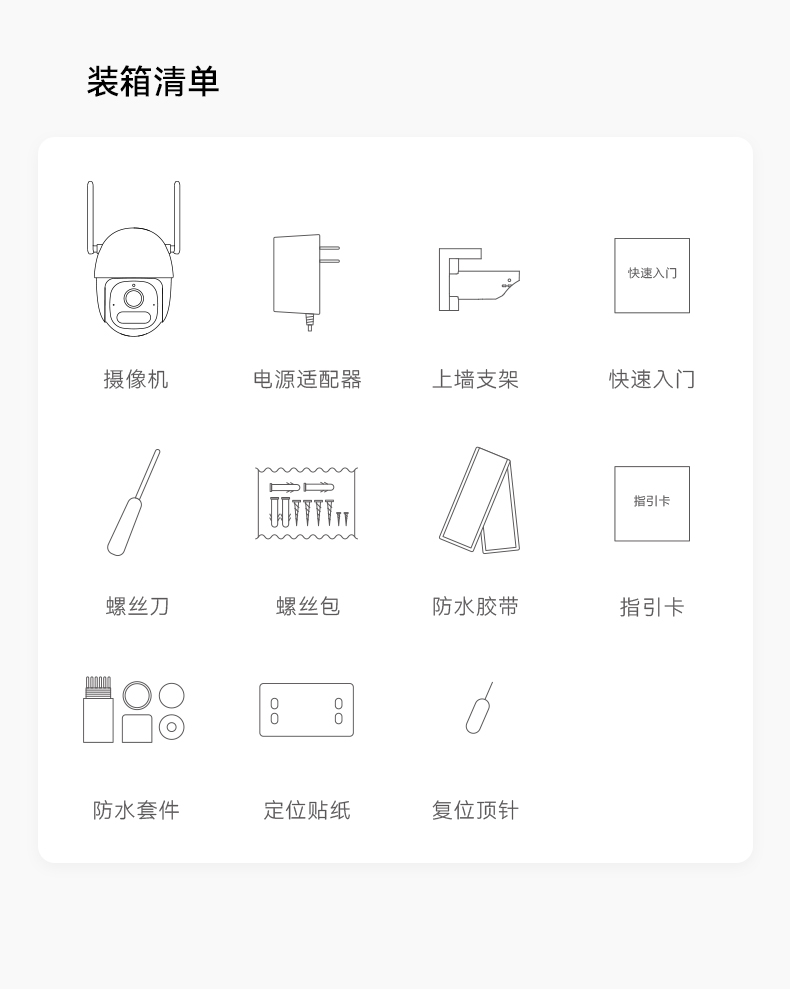 装箱清单
快速入门
摄像机
电源适配器
上墙支架
快速入门
指引卡
螺丝刀
螺丝包
防水胶带
指引卡
防水套件
定位贴纸
复位顶针